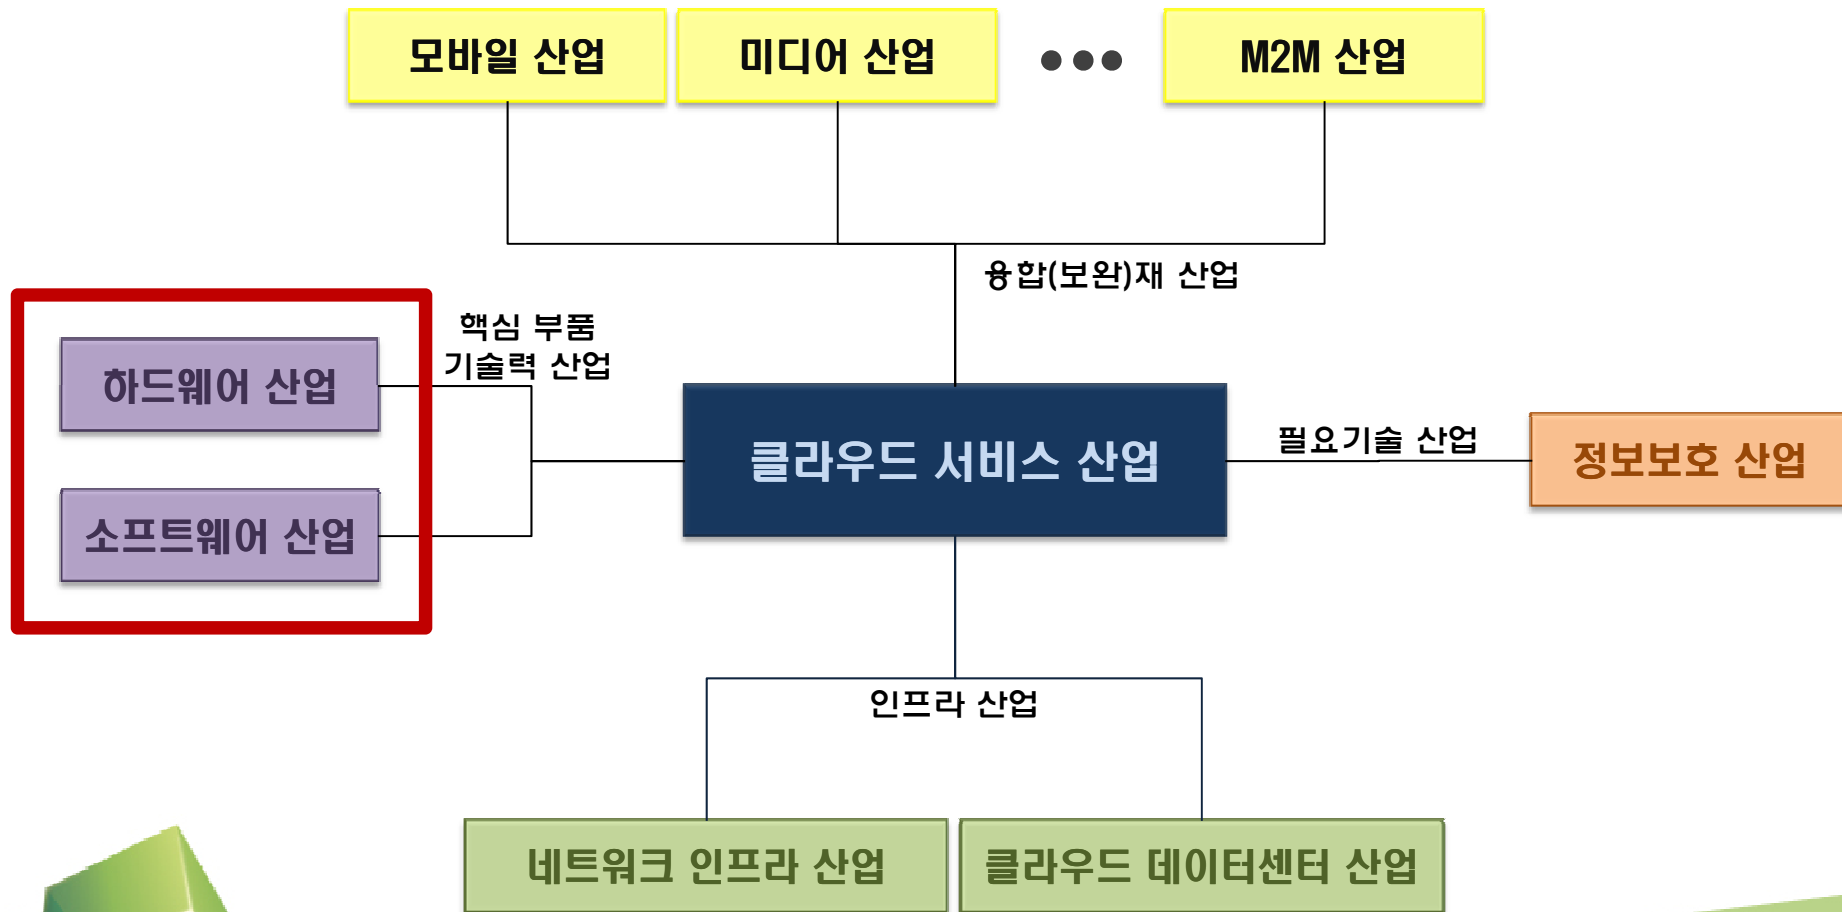 모바일 산업
미디어 산업
M2M 산업
융합(보완)재 산업
핵심 부품
기술력 산업
하드웨어 산업
소프트웨어 산업
클라우드 서비스 산업
필요기술 산업
정보보호 산업
인프라 산업
네트워크 인프라 산업
클라우드 데이터센터 산업